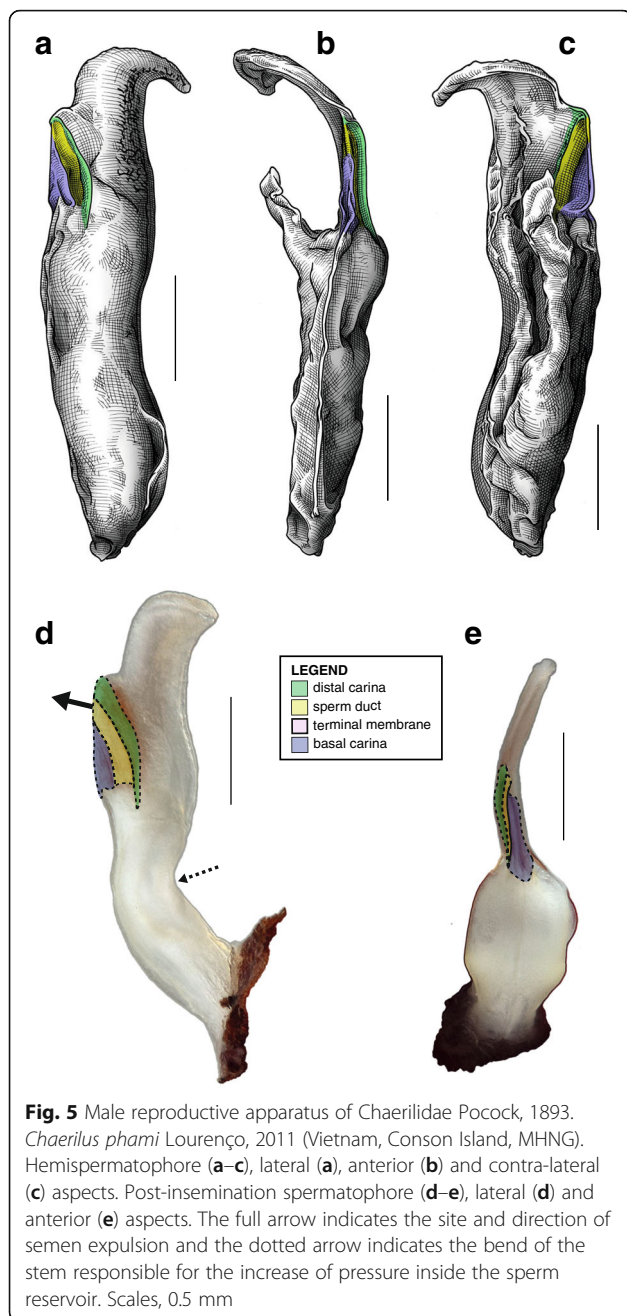 a
b
c
d
e
LEGEND
distal carina
sperm duct
terminal membrane
basal carina
Fig. 5 Male reproductive apparatus of Chaerilidae Pocock, 1893.
Chaerilus phami Lourenço, 2011 (Vietnam, Conson Island, MHNG).
Hemispermatophore (a–c), lateral (a), anterior (b) and contra-lateral
(c) aspects. Post-insemination spermatophore (d–e), lateral (d) and
anterior (e) aspects. The full arrow indicates the site and direction of
semen expulsion and the dotted arrow indicates the bend of the
stem responsible for the increase of pressure inside the sperm
reservoir. Scales, 0.5 mm